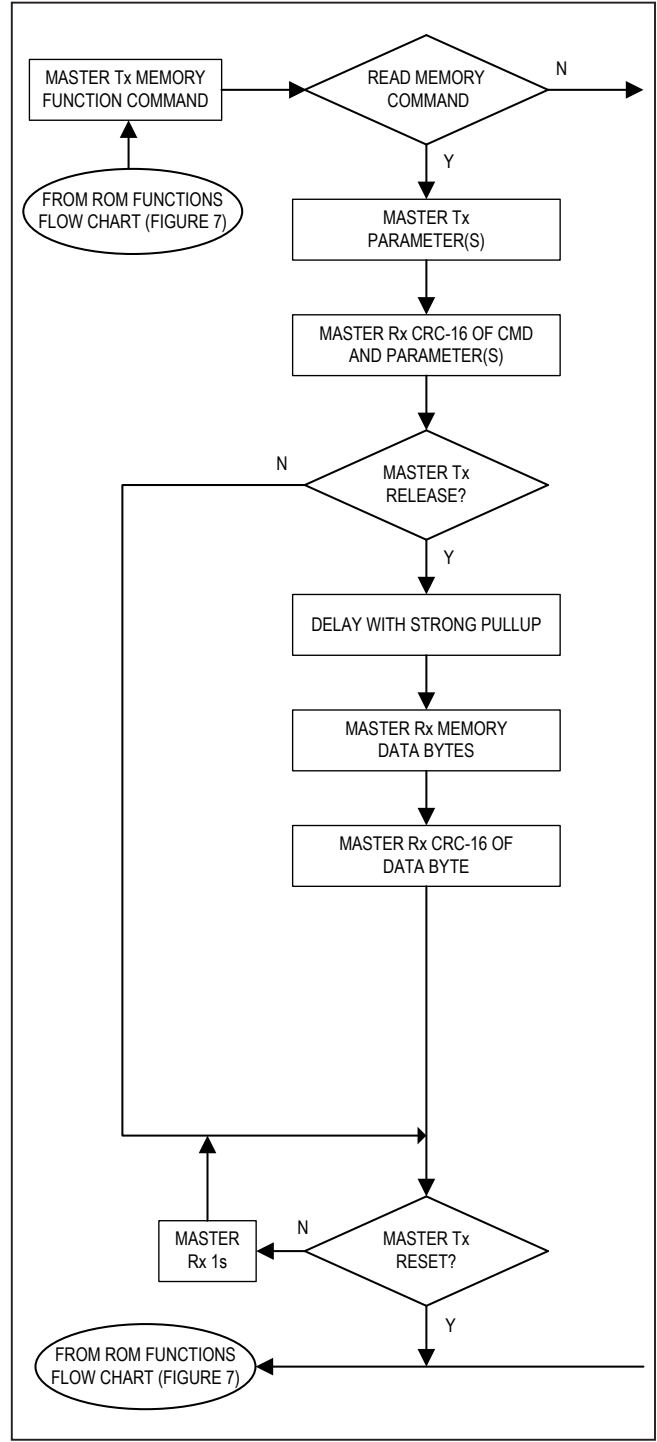 MASTER Tx MEMORY
FUNCTION COMMAND
READ MEMORY
COMMAND
N
Y
FROM ROM FUNCTIONS
FLOW CHART (FIGURE 7)
MASTER Tx
PARAMETER(S)
MASTER Rx CRC-16 OF CMD
AND PARAMETER(S)
N
MASTER Tx
RELEASE?
Y
DELAY WITH STRONG PULLUP
MASTER Rx MEMORY
DATA BYTES
MASTER Rx CRC-16 OF
DATA BYTE
MASTER
Rx 1s
N
MASTER Tx
RESET?
Y
FROM ROM FUNCTIONS
FLOW CHART (FIGURE 7)